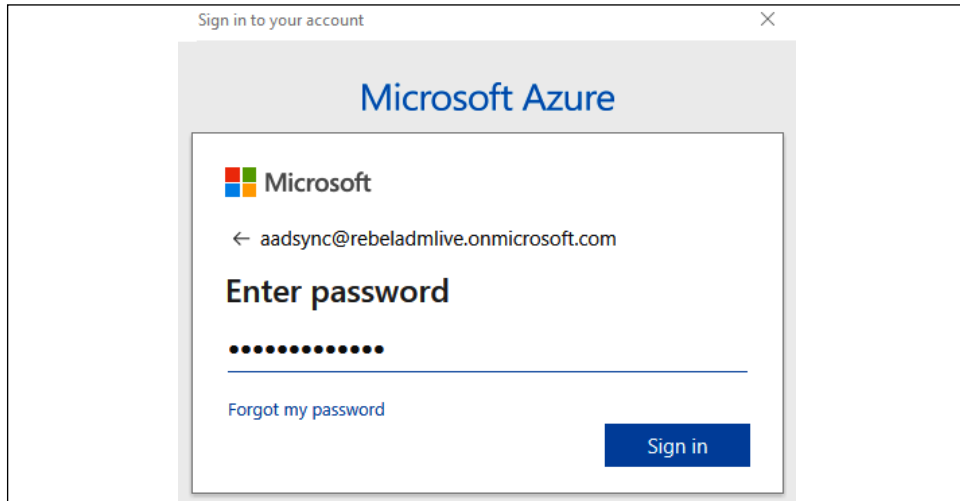 Sign in to your account
Microsoft Azure
Microsoft
aadsync@rebeladmlive.onmicrosoft.com
Enter password
•••••••••••••
Forgot my password
Sign in